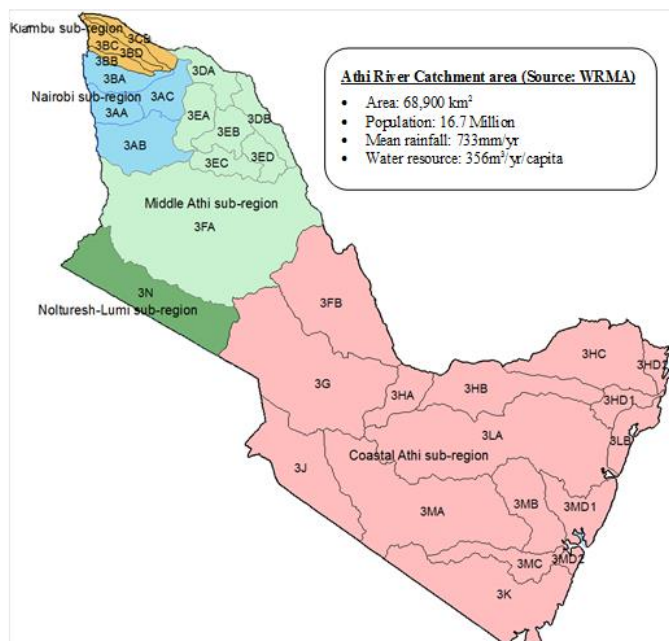 Kiambu sub-region
3CB
3BC
3BD
3BB
3BA
3DA
Nairobi sub-region
3AC
3AA
3EA
3DB
3EB
3AB
3EC
3ED
Middle Athi sub-region
3FA
3N
Nolturesh-Lumi sub-region
3FB
3HC
3HD2
3G
3HA
3HB
3HD1
3LA
3LB
3J
Coastal Athi sub-region
3MA
3MB
3MD1
3MC
3MD2
3K
Athi River Catchment area (Source: WRMA)
• Area: 68,900 km²
• Population: 16.7 Million
• Mean rainfall: 733mm/yr
• Water resource: 356m³/yr/capita